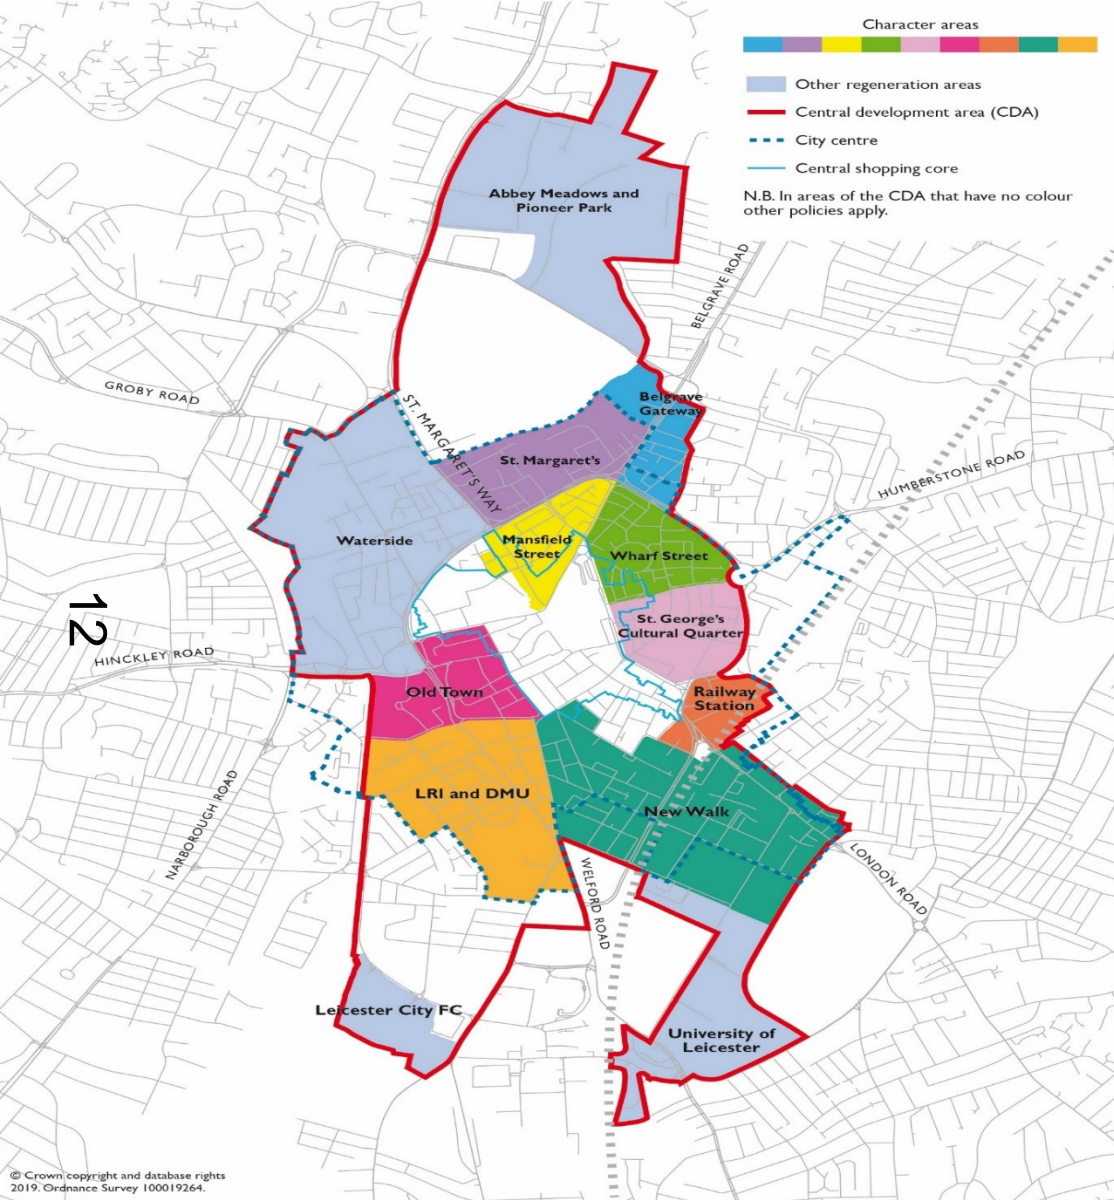 Character areas
Other regeneration areas
Central development area (CDA)
City centre
Central shopping core
N.B. In areas of the CDA that have no colour
other policies apply.
Abbey Meadows and
Pioneer Park
BELGRAVE ROAD
GROBY ROAD
ST. MARGARET'S WAY
Belgrave
Gateway
St. Margaret's
HUMBERSTONE ROAD
Waterside
Mansfield
Street
Wharf Street
12
St. George's
Cultural Quarter
HINCKLEY ROAD
Old Town
Railway
Station
LRI and DMU
New Walk
NARBOROUGH ROAD
WELFORD ROAD
LONDON ROAD
Leicester City FC
University of
Leicester
© Crown copyright and database rights
2019. Ordnance Survey 100019264.